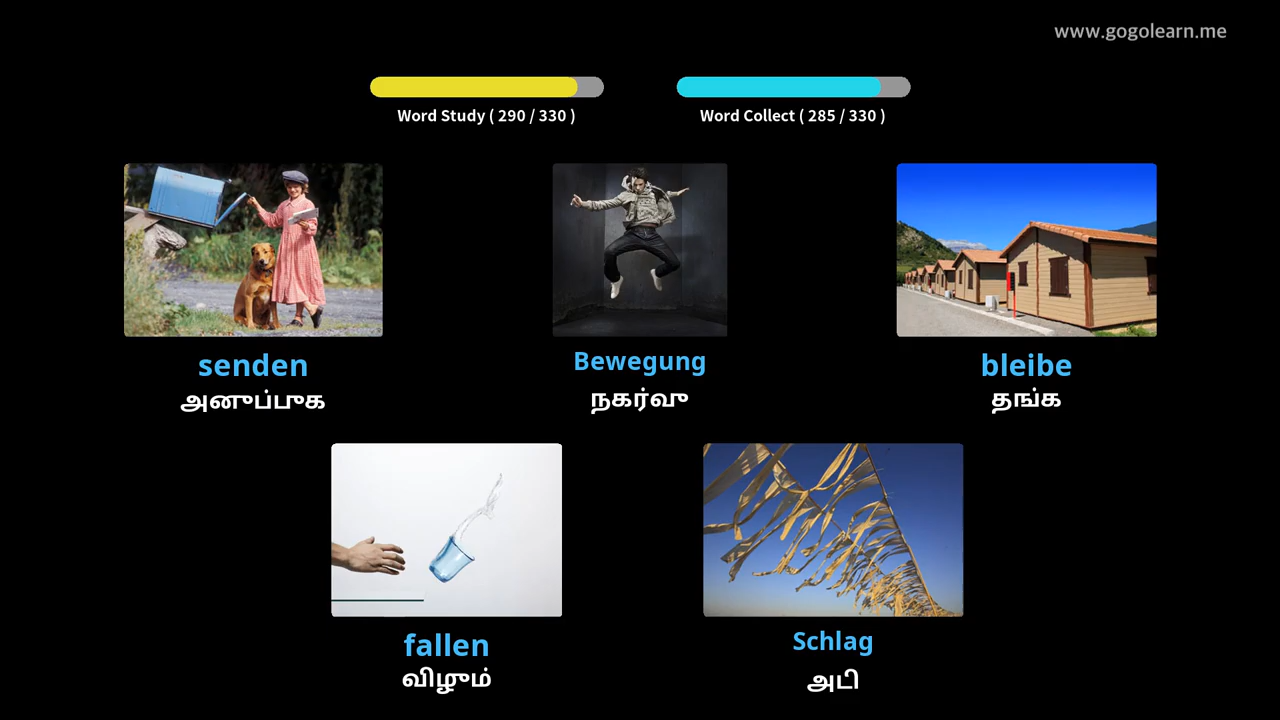 www.gogolearn.me
Word Study ( 290 / 330 )
Word Collect ( 285 / 330 )
senden
அனுப்புக
Bewegung
நகர்வு
bleibe
தங்க
fallen
விழும்
Schlag
அடி